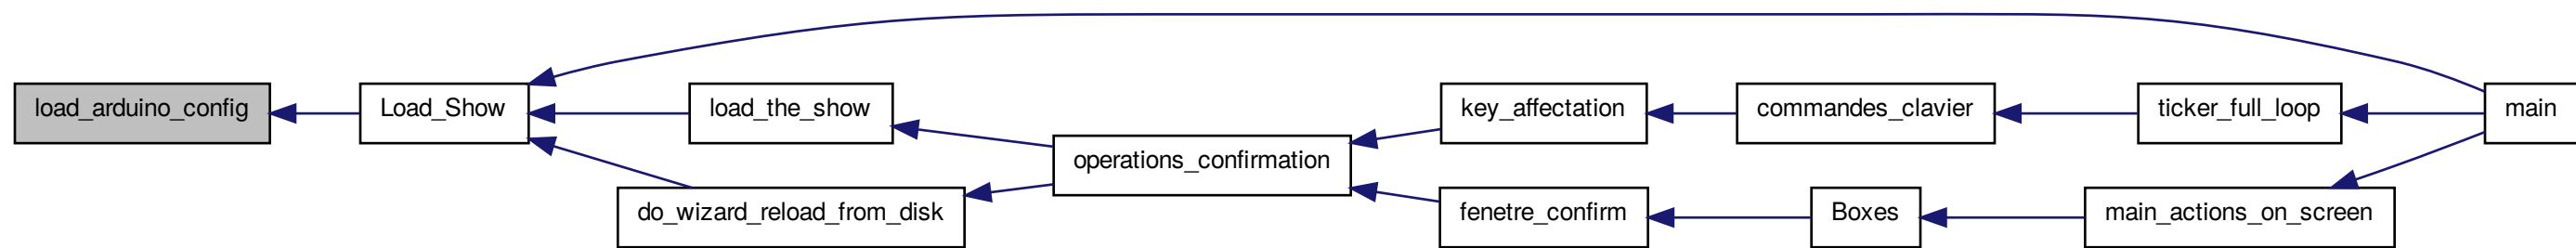 load_arduino_config
Load_Show
load_the_show
do_wizard_reload_from_disk
operations_confirmation
key_affectation
fenetre_confirm
commandes_clavier
Boxes
ticker_full_loop
main_actions_on_screen
main